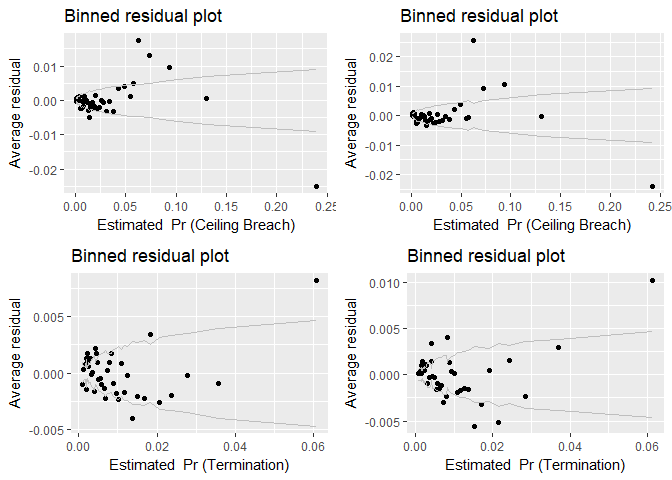 Binned residual plot
Average residual
0.01
0.00
-0.01
-0.02
0.00 0.05 0.10 0.15 0.20 0.25
Estimated Pr (Ceiling Breach)
Binned residual plot
Average residual
0.02
0.01
0.00
-0.01
-0.02
0.00 0.05 0.10 0.15 0.20 0.25
Estimated Pr (Ceiling Breach)
Binned residual plot
Average residual
0.005
0.000
-0.005
0.00 0.02 0.04 0.06
Estimated Pr (Termination)
Binned residual plot
Average residual
0.010
0.005
0.000
-0.005
0.00 0.02 0.04 0.06
Estimated Pr (Termination)